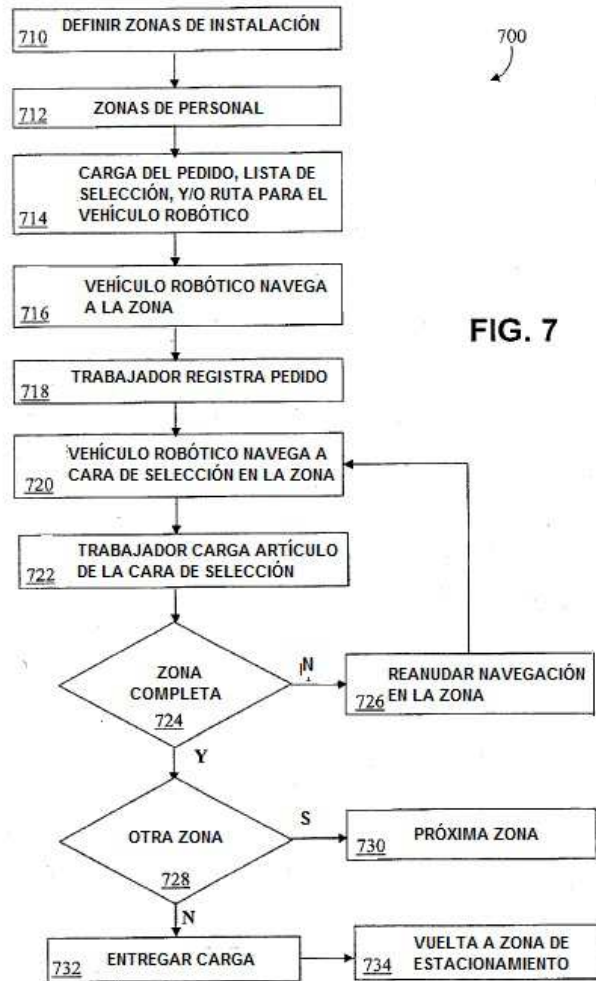 DEFINIR ZONAS DE INSTALACIÓN
710
700
ZONAS DE PERSONAL
712
CARGA DEL PEDIDO, LISTA DE
SELECCIÓN, Y/O RUTA PARA EL
VEHÍCULO ROBÓTICO
714
VEHÍCULO ROBÓTICO NAVEGA
A LA ZONA
716
FIG. 7
TRABAJADOR REGISTRA PEDIDO
718
VEHÍCULO ROBÓTICO NAVEGA A
CARA DE SELECCIÓN EN LA ZONA
720
TRABAJADOR CARGA ARTÍCULO
DE LA CARA DE SELECCIÓN
722
ZONA
COMPLETA
724
N
REANUDAR NAVEGACIÓN
EN LA ZONA
726
Y
OTRA ZONA
728
S
PRÓXIMA ZONA
730
N
ENTREGAR CARGA
732
VUELTA A ZONA DE
ESTACIONAMIENTO
734